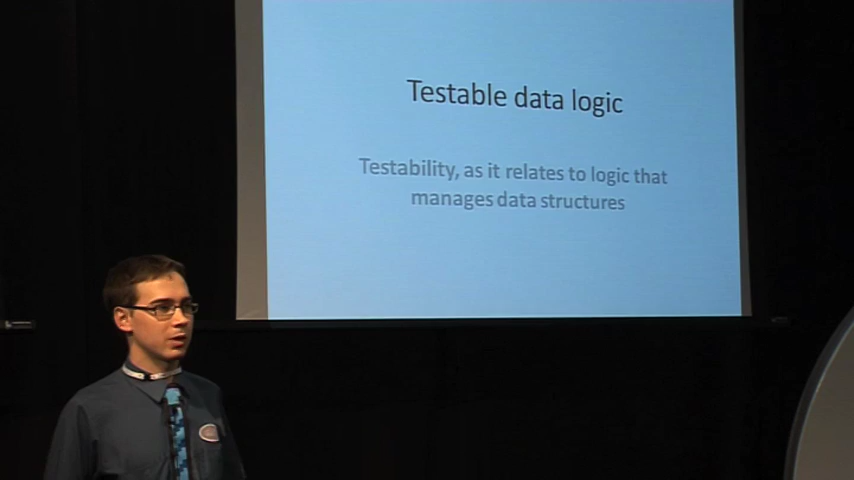 Testable data logic
Testability, as it relates to logic that
manages data structures